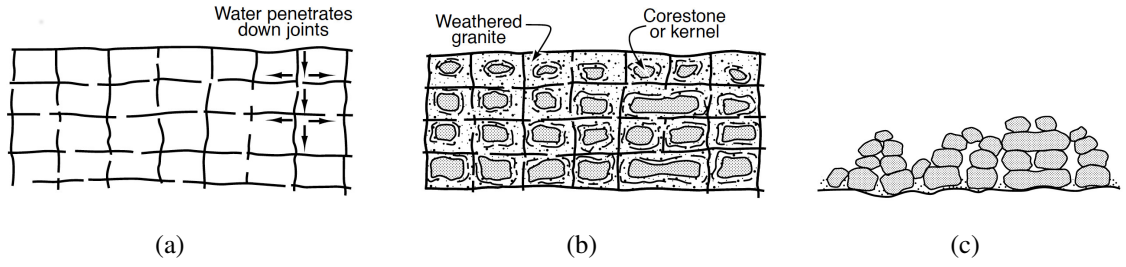 Water penetrates
down joints
Weathered
granite
Corestone
or kernel
(a)
(b)
(c)